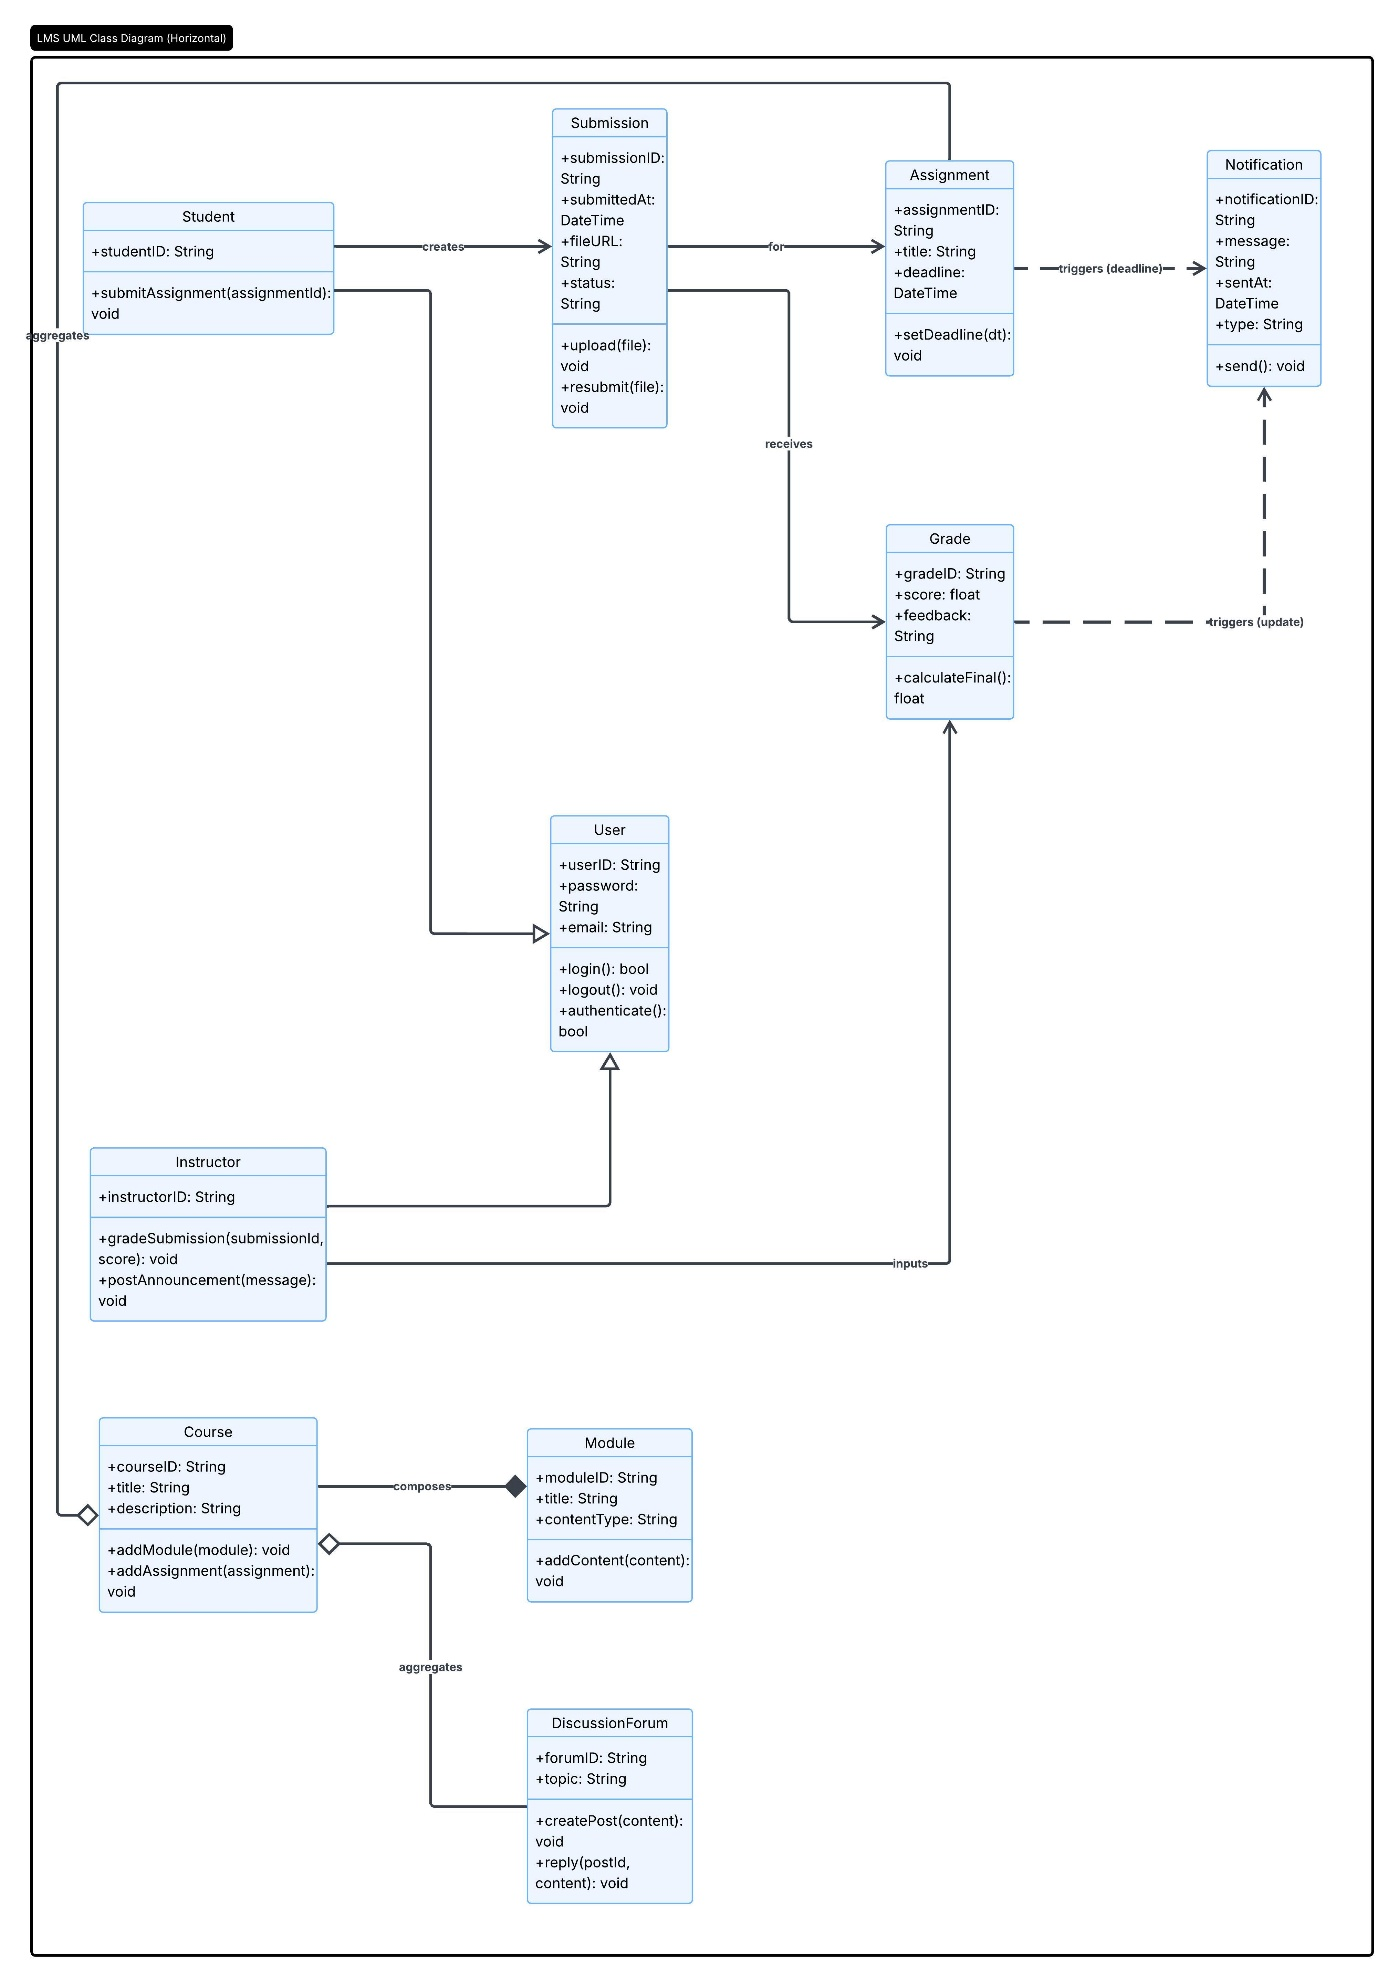 LMS UML Class Diagram (Horizontal)
Submission
+submissionID:
String
+submittedAt:
DateTime
+fileURL:
String
+status:
String
+upload(file):
void
+resubmit(file):
void
Assignment
+assignmentID:
String
+title: String
+deadline:
DateTime
+setDeadline(dt):
void
Notification
+notificationID:
String
+message:
String
+sentAt:
DateTime
+type: String
+send(): void
Student
+studentID: String
+submitAssignment(assignmentId):
void
creates
for
triggers (deadline)
aggregates
receives
Grade
+gradeID: String
+score: float
+feedback:
String
+calculateFinal():
float
triggers (update)
User
+userID: String
+password:
String
+email: String
+login(): bool
+logout(): void
+authenticate():
bool
Instructor
+instructorID: String
+gradeSubmission(submissionId,
score): void
+postAnnouncement(message):
void
inputs
Course
+courseID: String
+title: String
+description: String
+addModule(module): void
+addAssignment(assignment):
void
composes
Module
+moduleID: String
+title: String
+contentType: String
+addContent(content):
void
aggregates
DiscussionForum
+forumID: String
+topic: String
+createPost(content):
void
+reply(postId,
content): void